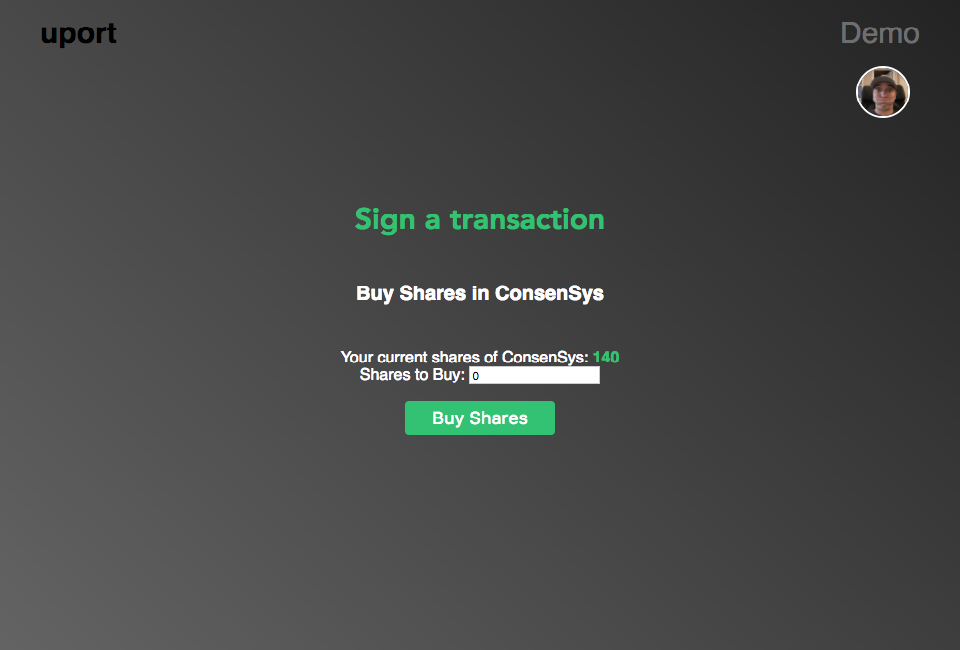 uport
Demo
Sign a transaction
Buy Shares in ConsenSys
Your current shares of ConsenSys: 140
Shares to Buy: 0
Buy Shares